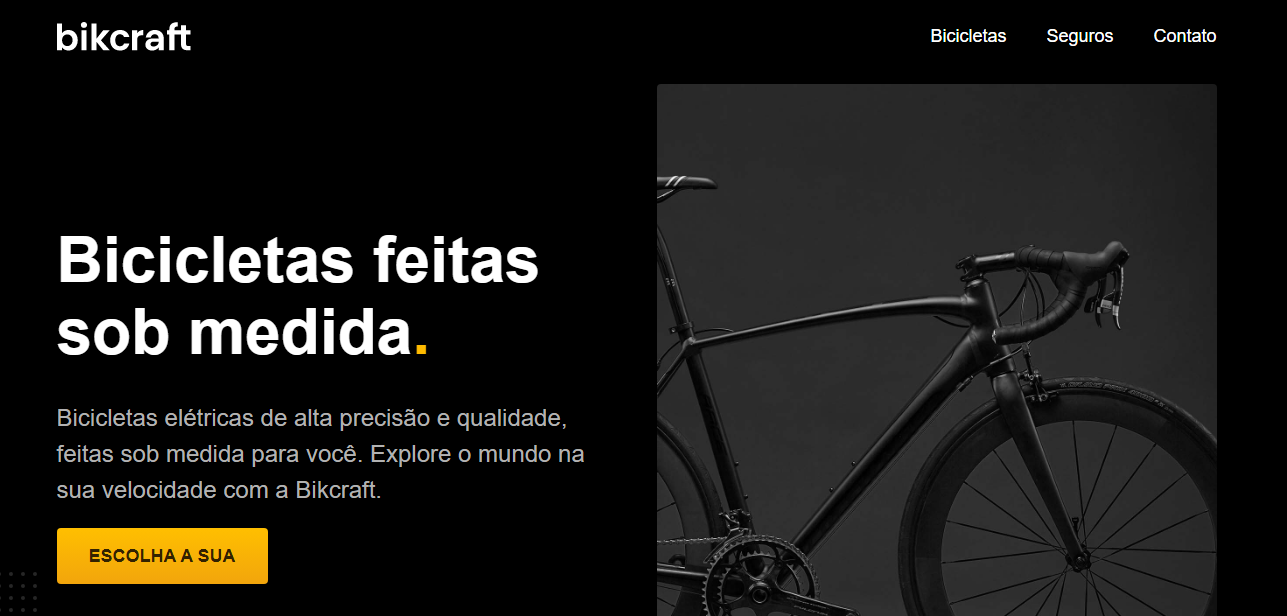 bikcraft
Bicicletas Seguros Contato
Bicicletas feitas
sob medida.
Bicicletas elétricas de alta precisão e qualidade,
feitas sob medida para você. Explore o mundo na
sua velocidade com a Bikcraft.
ESCOLHA A SUA